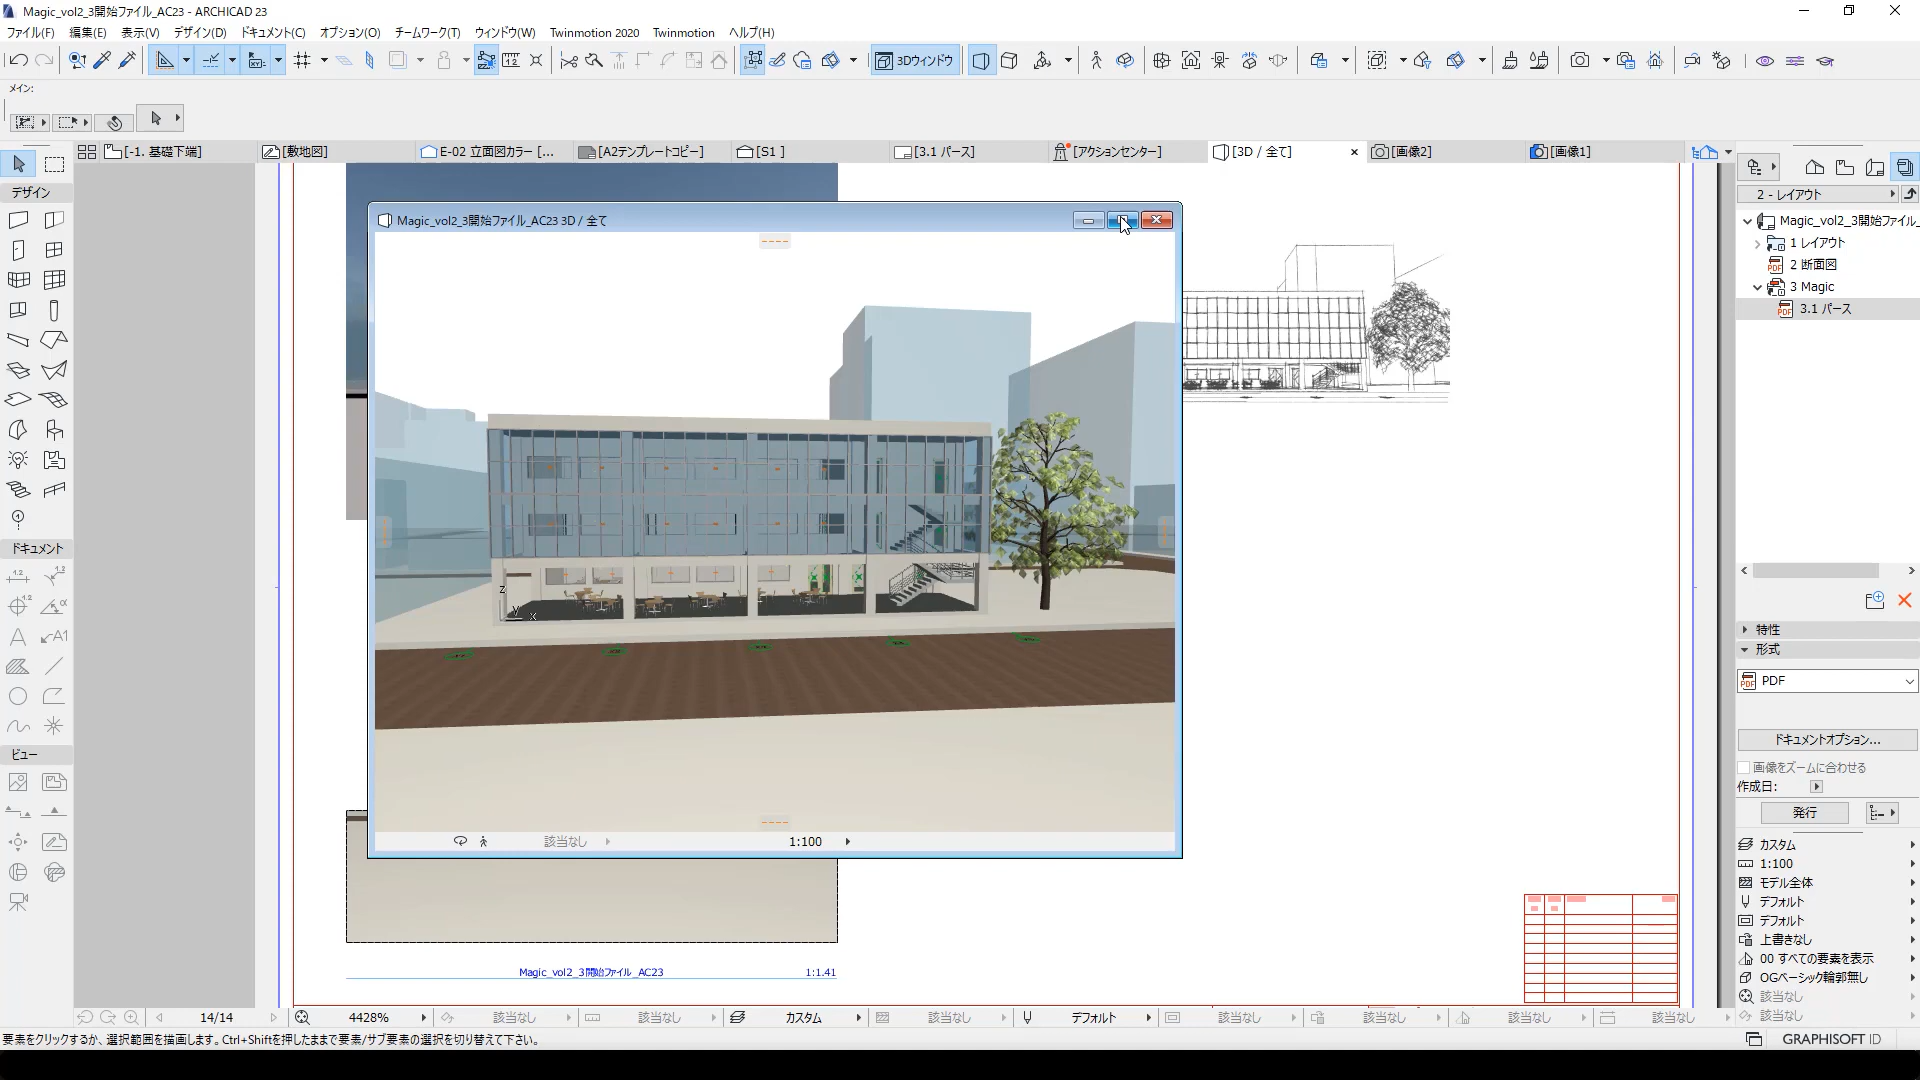 Magic_vol2_3開始ファイル_AC23 - ARCHICAD 23
ファイル(F) 編集(E) 表示(V) デザイン(D) ドキュメント(C) オプション(O) チームワーク(T) ウィンドウ(W) Twinmotion 2020 Twinmotion ヘルプ(H)
3Dウィンドウ
メイン:
[-1. 基礎下端] [敷地図] E-02 立面図カラー [... [A2テンプレートコピー] [S1 ] [3.1 パース] [アクションセンター] [3D / 全て] [画像2] [画像1]
デザイン
ドキュメント
ビュー
Magic_vol2_3開始ファイル_AC23 3D / 全て
z
y
x
該当なし 1:100
Magic_vol2_3開始ファイル_AC23 1:1.41
2 - レイアウト
Magic_vol2_3開始ファイル_
1 レイアウト
2 断面図
3 Magic
3.1 パース
特性
形式
PDF
ドキュメントオプション...
画像をズームに合わせる
作成日:
発行
カスタム
1:100
モデル全体
デフォルト
デフォルト
上書きなし
00 すべての要素を表示
OGベーシック輪郭無し
該当なし
該当なし
14/14 4428% 該当なし 該当なし カスタム 該当なし デフォルト 該当なし 該当なし 該当なし 該当なし
要素をクリックするか、選択範囲を描画します。Ctrl+Shiftを押したままで要素/サブ要素の選択を切り替えて下さい。
GRAPHISOFT ID